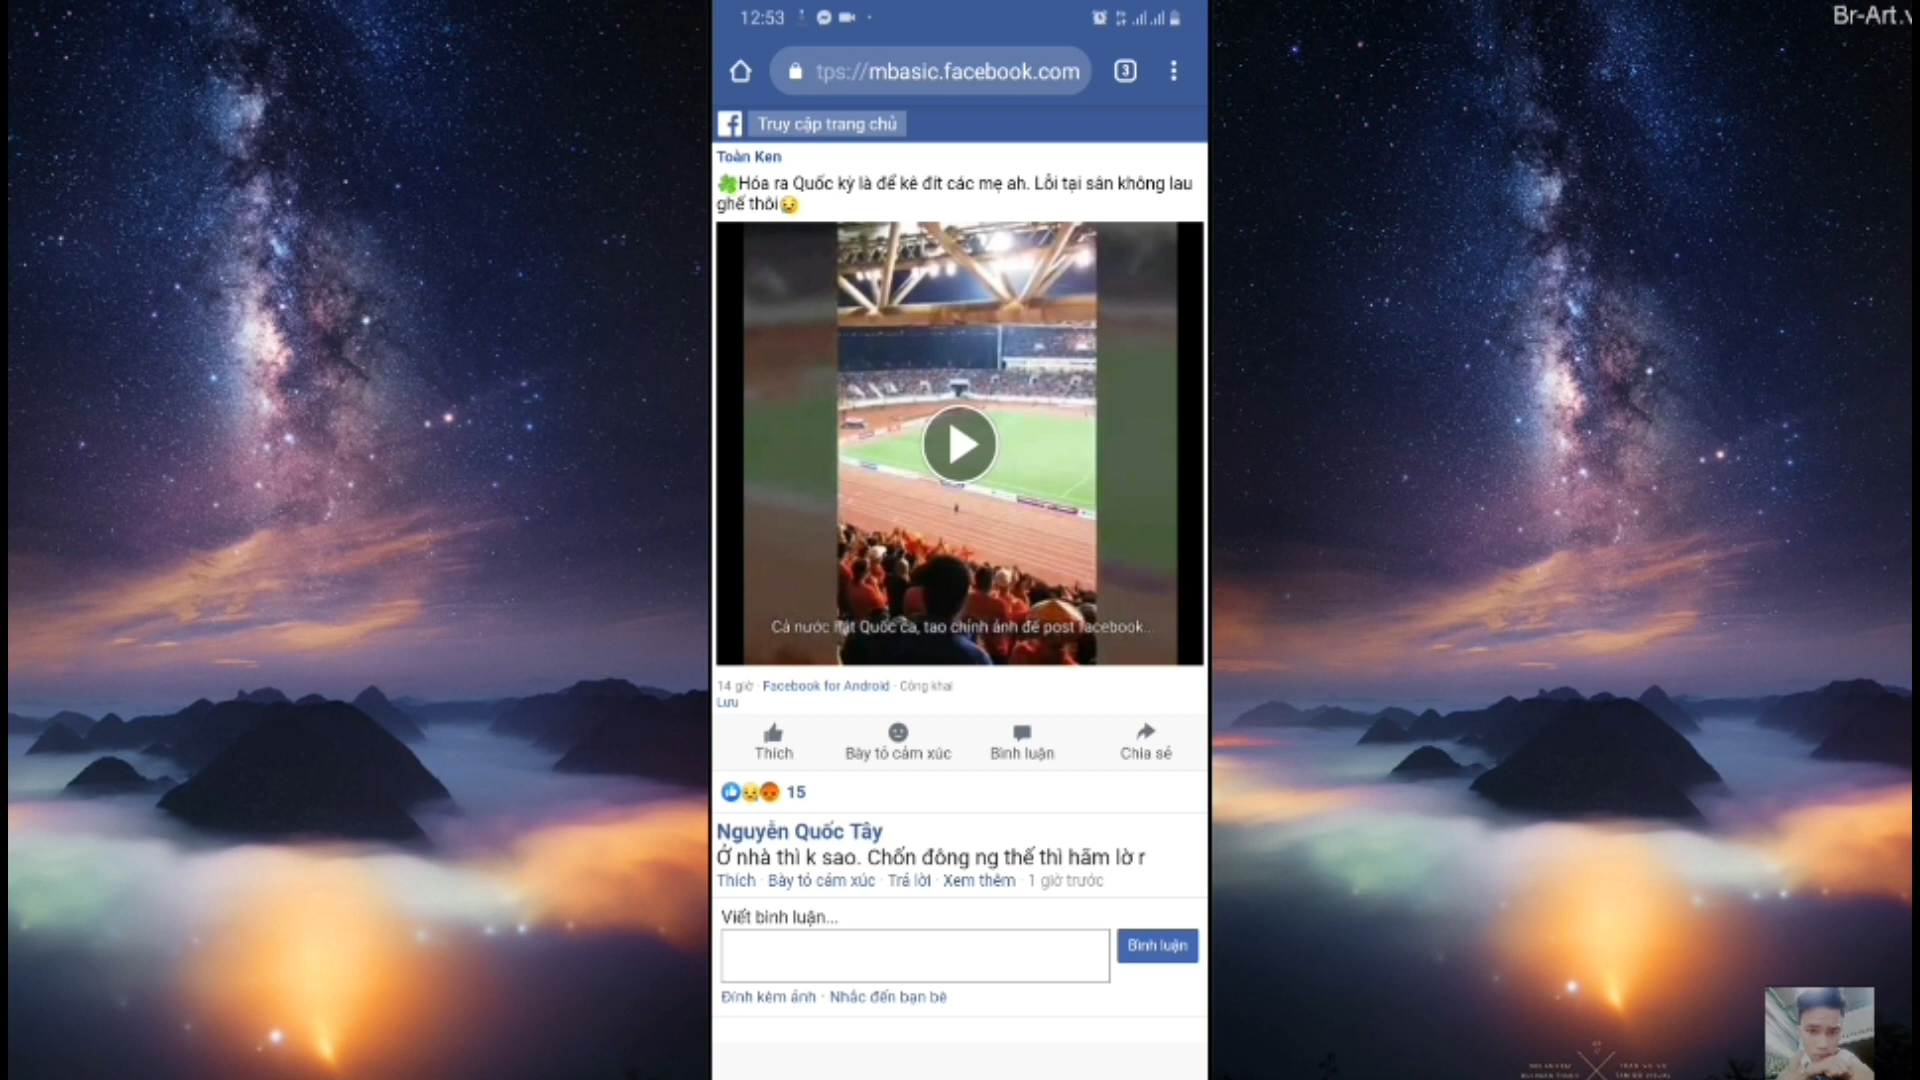 Br-Art.v
12:53
tps://mbasic.facebook.com
3
Truy cập trang chủ
Toàn Ken
Hóa ra Quốc kỳ là để kê đít các mẹ ah. Lỗi tại sân không lau
ghế thôi
Cả nước hát Quốc ca, tao chỉnh ảnh để post facebook...
14 giờ · Facebook for Android · Công khai
Lưu
Thích
Bày tỏ cảm xúc
Bình luận
Chia sẻ
15
Nguyễn Quốc Tây
Ở nhà thì k sao. Chốn đông ng thế thì hãm lờ r
Thích · Bày tỏ cảm xúc · Trả lời · Xem thêm · 1 giờ trước
Viết bình luận...
Bình luận
Đính kèm ảnh · Nhắc đến bạn bè